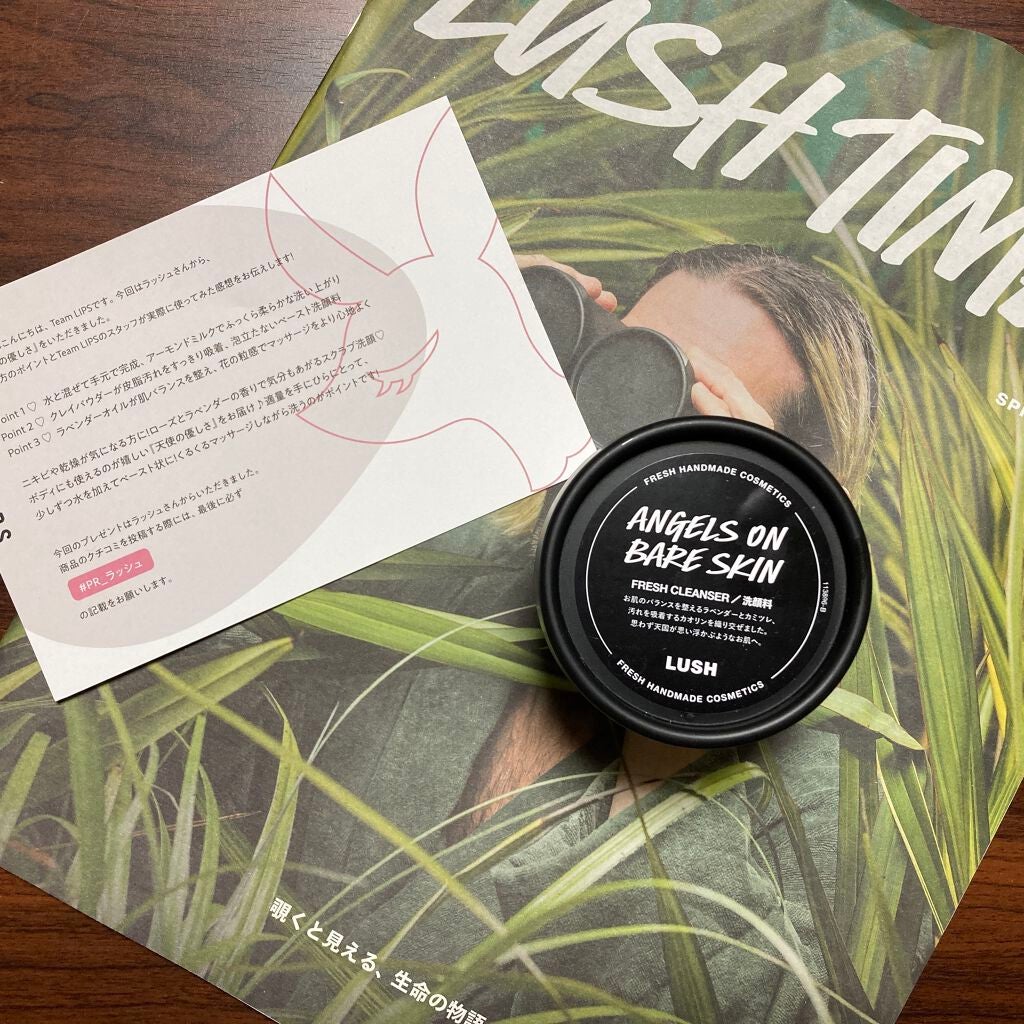 LUSH TIME
SPR
こんにちは、Team LIPSです。今回はラッシュさんから、
の優しさ』をいただきました。
方のポイントとTeam LIPSのスタッフが実際に使ってみた感想をお伝えします!
Point 1♡ 水と混ぜて手元で完成、アーモンドミルクでふっくら柔らかな洗い上がり
Point 2♡ クレイパウダーが皮脂汚れをすっきり吸着、泡立たないペースト洗顔料
Point 3♡ ラベンダーオイルが肌バランスを整え、花の粒感でマッサージをより心地よく
ニキビや乾燥が気になる方に!ローズとラベンダーの香りで気分もあがるスクラブ洗顔♡
ボディにも使えるのが嬉しい『天使の優しさ』をお届け♪適量を手にひらにとって、
少しずつ水を加えてペースト状に!くるくるマッサージしながら洗うのがポイントです!
今回のプレゼントはラッシュさんからいただきました。
商品のクチコミを投稿する際には、最後に必ず
#PR_ラッシュ
の記載をお願いします。
FRESH HANDMADE COSMETICS
ANGELS ON
BARE SKIN
FRESH CLEANSER/洗顔料
お肌のバランスを整えるラベンダーとカミツレ、
汚れを吸着するカオリンを織り交ぜました。
思わず天国が思い浮かぶようなお肌へ。
LUSH
FRESH HANDMADE COSMETICS
覗くと見える、生命の物語